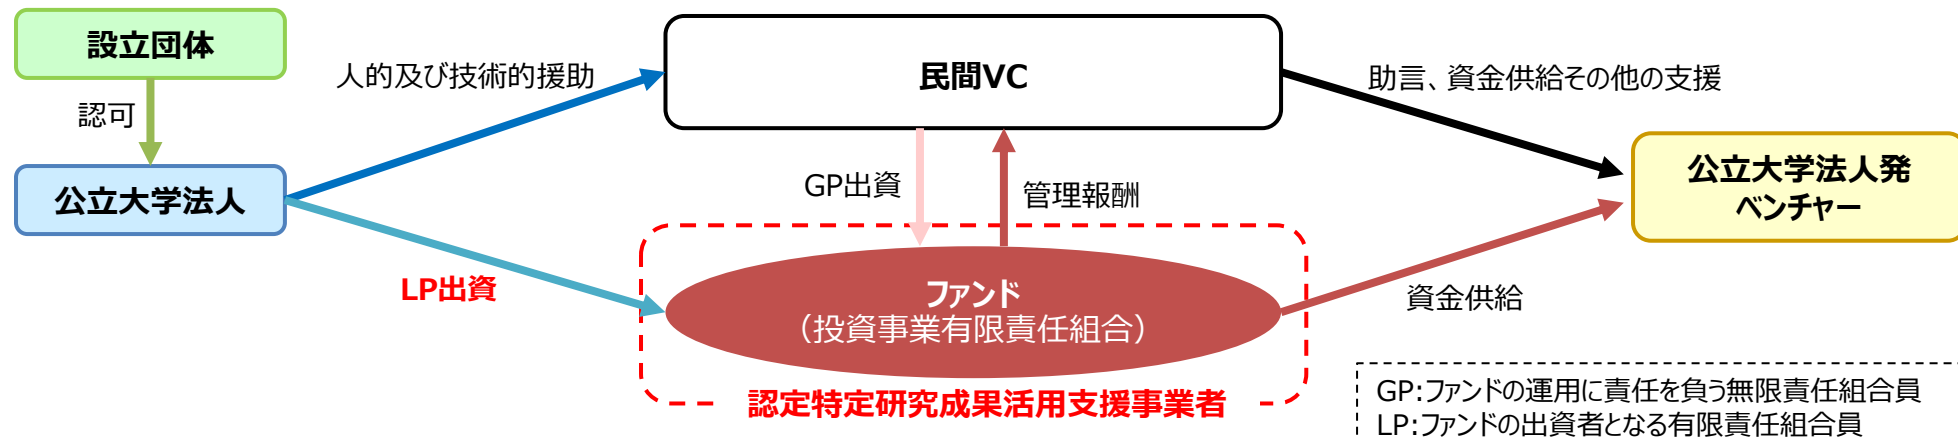 設立団体
認可
公立大学法人
人的及び技術的援助
LP出資
民間VC
GP出資
管理報酬
ファンド
（投資事業有限責任組合）
認定特定研究成果活用支援事業者
助言、資金供給その他の支援
資金供給
公立大学法人発
ベンチャー
GP:ファンドの運用に責任を負う無限責任組合員
LP:ファンドの出資者となる有限責任組合員